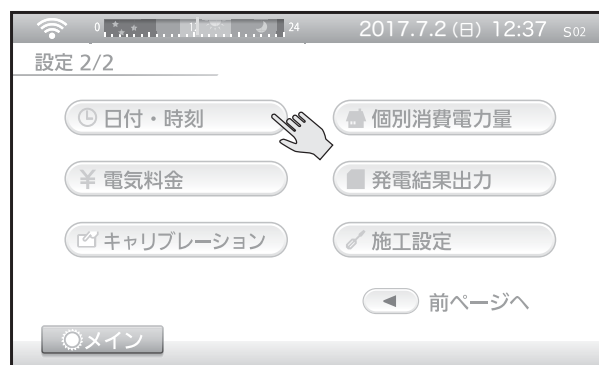 0 12 24 2017.7.2 (日) 12:37 S02
設定 2/2
日付・時刻 個別消費電力量
¥ 電気料金 発電結果出力
キャリブレーション 施工設定
◀ 前ページへ
メイン